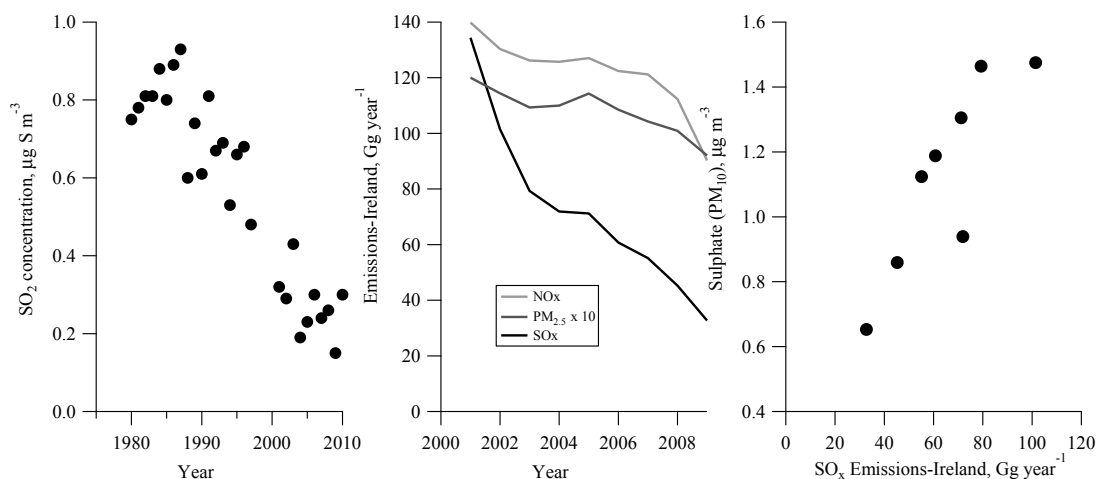 SO₂ concentration, µg S m⁻³
1.0
0.8
0.6
0.4
0.2
0.0
1980 1990 2000 2010
Year
Emissions-Ireland, Gg year⁻¹
140
120
100
80
60
40
20
0
NOx
PM₂.₅ x 10
SOx
2000 2002 2004 2006 2008
Year
Sulphate (PM₁₀), µg m⁻³
1.6
1.4
1.2
1.0
0.8
0.6
0.4
0 20 40 60 80 100 120
SOₓ Emissions-Ireland, Gg year⁻¹